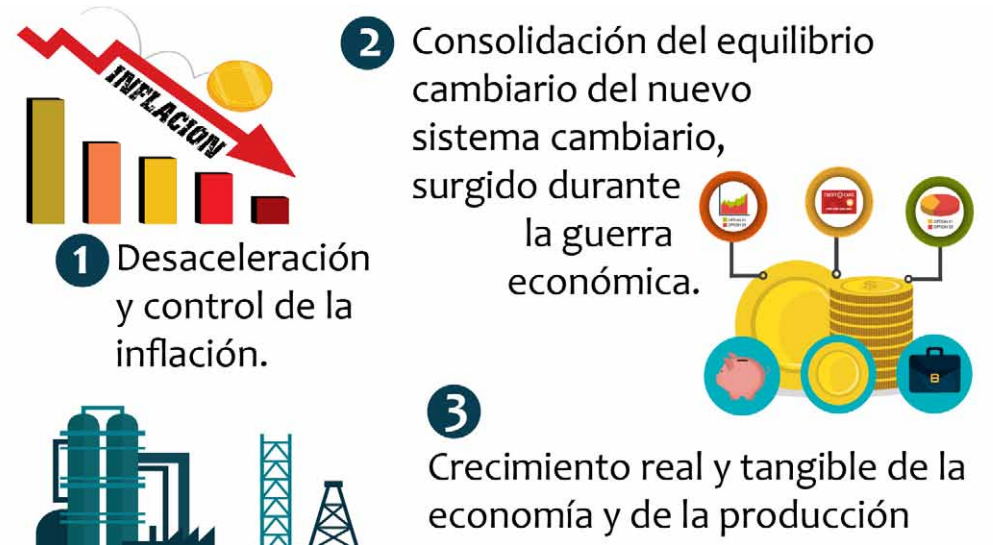 INFLACION
1 Desaceleración
y control de la
inflación.
2 Consolidación del equilibrio
cambiario del nuevo
sistema cambiario,
surgido durante
la guerra
económica.
3
Crecimiento real y tangible de la
economía y de la producción